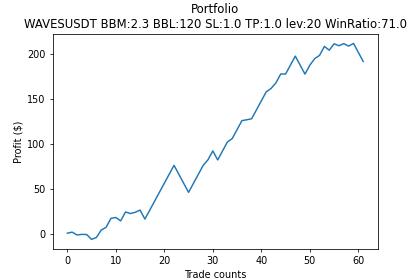 Portfolio
WAVESUSDT BBM:2.3 BBL:120 SL:1.0 TP:1.0 lev:20 WinRatio:71.0
200
150
100
50
0
Profit ($)
0 10 20 30 40 50 60
Trade counts